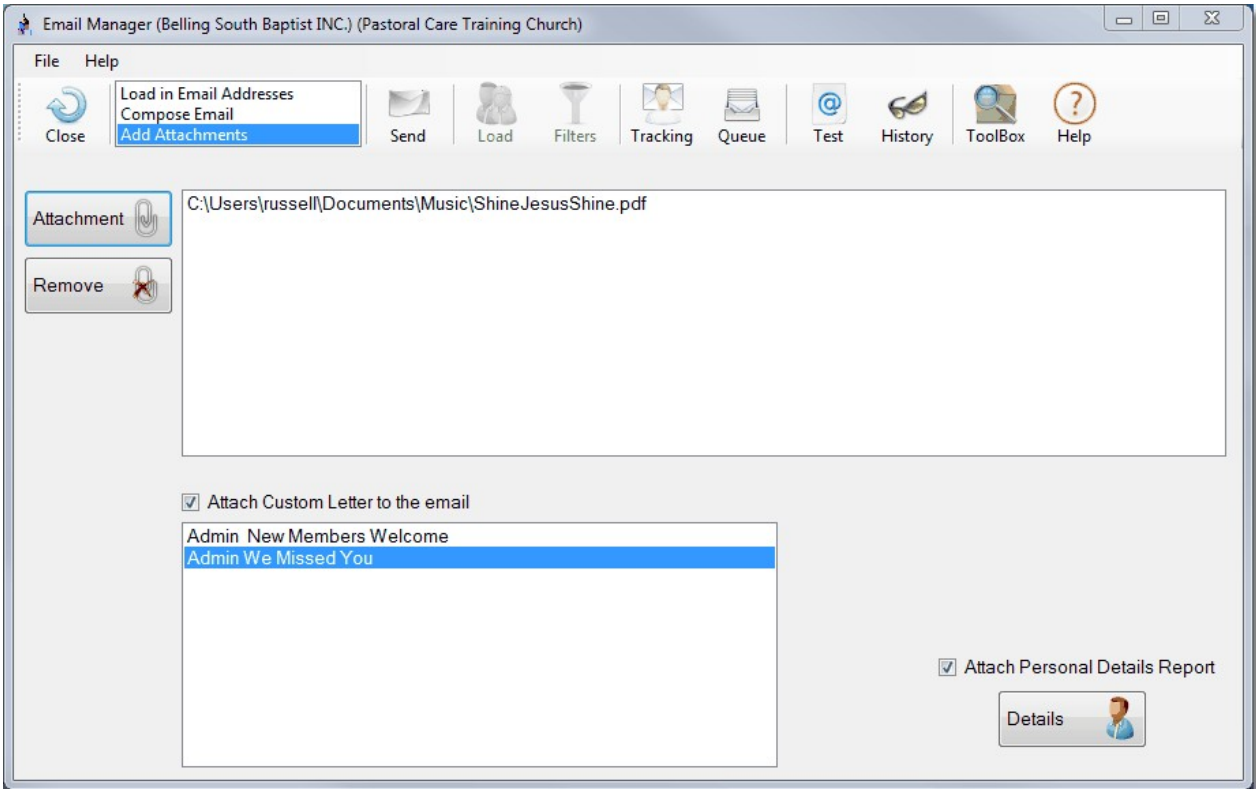 Email Manager (Belling South Baptist INC.) (Pastoral Care Training Church)
File Help
Load in Email Addresses
Compose Email
Add Attachments
Close Send Load Filters Tracking Queue Test History ToolBox Help
Attachment
C:\Users\russell\Documents\Music\ShineJesusShine.pdf
Remove
Attach Custom Letter to the email
Admin  New Members Welcome
Admin We Missed You
Attach Personal Details Report
Details